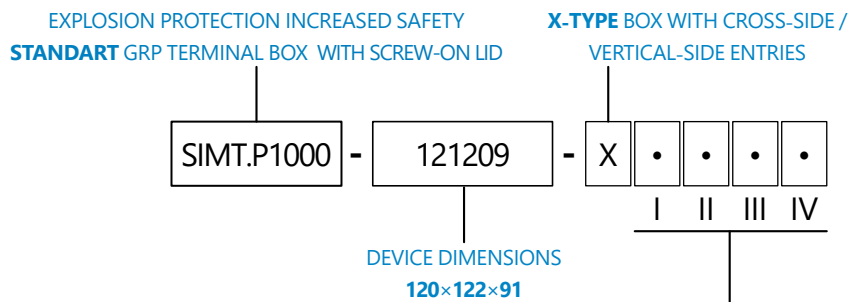 EXPLOSION PROTECTION INCREASED SAFETY
STANDART GRP TERMINAL BOX WITH SCREW-ON LID
X-TYPE BOX WITH CROSS-SIDE /
VERTICAL-SIDE ENTRIES
SIMT.P1000 - 121209 - X • • • •
I II III IV
DEVICE DIMENSIONS
120×122×91